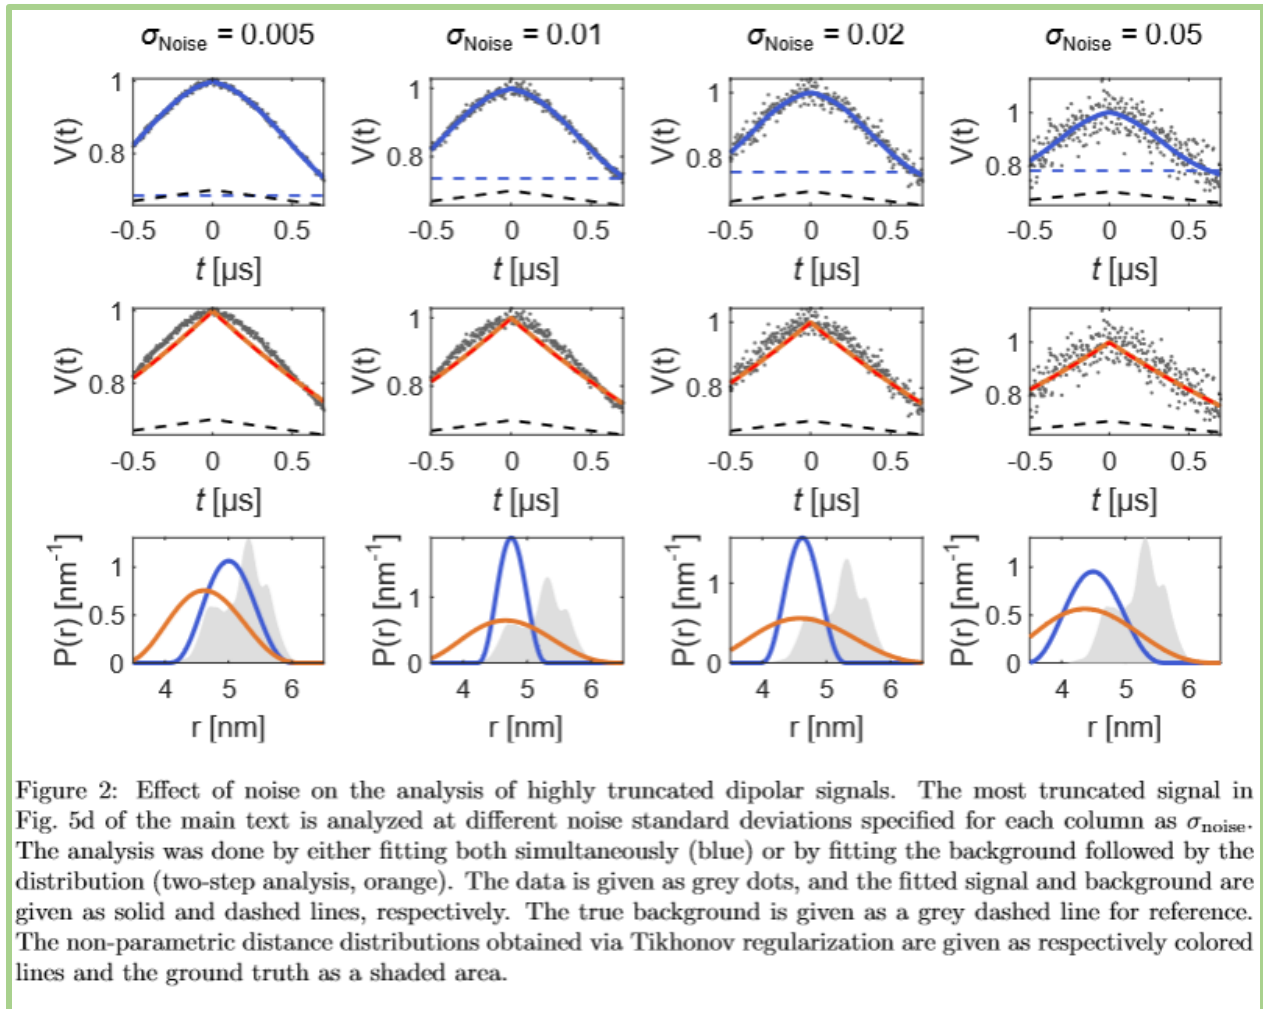 σNoise = 0.005 σNoise = 0.01 σNoise = 0.02 σNoise = 0.05
V(t) 1 0.8 V(t) 1 0.8 V(t) 1 0.8 V(t) 1 0.8
-0.5 0 0.5 -0.5 0 0.5 -0.5 0 0.5 -0.5 0 0.5
t [μs] t [μs] t [μs] t [μs]
V(t) 1 0.8 V(t) 1 0.8 V(t) 1 0.8 V(t) 1 0.8
-0.5 0 0.5 -0.5 0 0.5 -0.5 0 0.5 -0.5 0 0.5
t [μs] t [μs] t [μs] t [μs]
P(r) [nm-1] 1 0.5 0 P(r) [nm-1] 1 0 P(r) [nm-1] 1 0 P(r) [nm-1] 1 0.5 0
4 5 6 4 5 6 4 5 6 4 5 6
r [nm] r [nm] r [nm] r [nm]
Figure 2: Effect of noise on the analysis of highly truncated dipolar signals. The most truncated signal in
Fig. 5d of the main text is analyzed at different noise standard deviations specified for each column as σnoise.
The analysis was done by either fitting both simultaneously (blue) or by fitting the background followed by the
distribution (two-step analysis, orange). The data is given as grey dots, and the fitted signal and background are
given as solid and dashed lines, respectively. The true background is given as a grey dashed line for reference.
The non-parametric distance distributions obtained via Tikhonov regularization are given as respectively colored
lines and the ground truth as a shaded area.